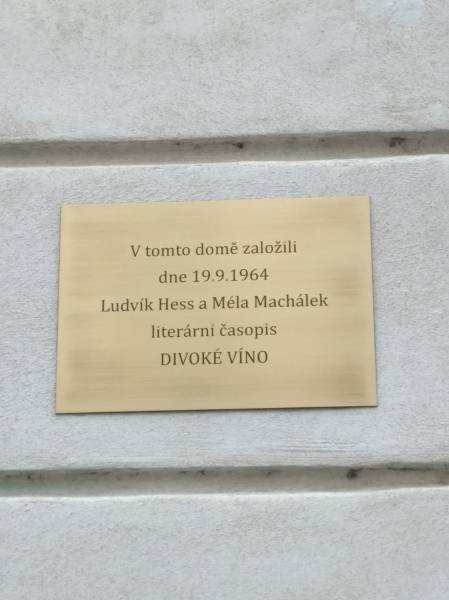 V tomto domě založili
dne 19.9.1964
Ludvík Hess a Méla Machálek
literární časopis
DIVOKÉ VÍNO